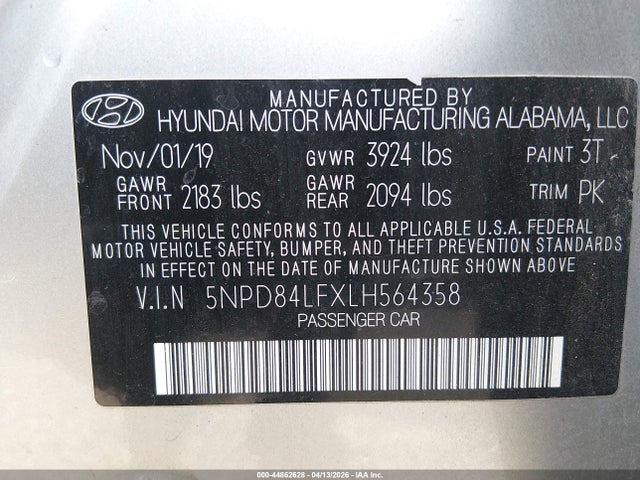 MANUFACTURED BY
HYUNDAI MOTOR MANUFACTURING ALABAMA, LLC
Nov/01/19 GVWR 3924 lbs PAINT 3T
GAWR FRONT 2183 lbs GAWR REAR 2094 lbs TRIM PK
THIS VEHICLE CONFORMS TO ALL APPLICABLE U.S.A. FEDERAL
MOTOR VEHICLE SAFETY, BUMPER, AND THEFT PREVENTION STANDARDS
IN EFFECT ON THE DATE OF MANUFACTURE SHOWN ABOVE
V.I.N 5NPD84LFXLH564358
PASSENGER CAR
000-44862628 - 04/13/2026 - IAA Inc.